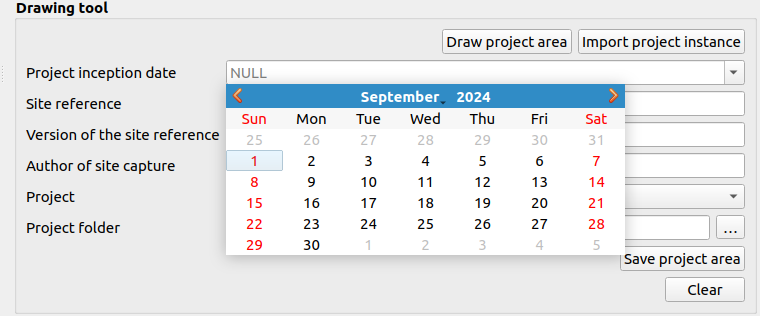 Drawing tool
Draw project area Import project instance
Project inception date NULL
September 2024
Site reference
Sun Mon Tue Wed Thu Fri Sat
Version of the site reference
25 26 27 28 29 30 31
1 2 3 4 5 6 7
Author of site capture
8 9 10 11 12 13 14
Project
15 16 17 18 19 20 21
Project folder
22 23 24 25 26 27 28
...
29 30 1 2 3 4 5
Save project area
Clear